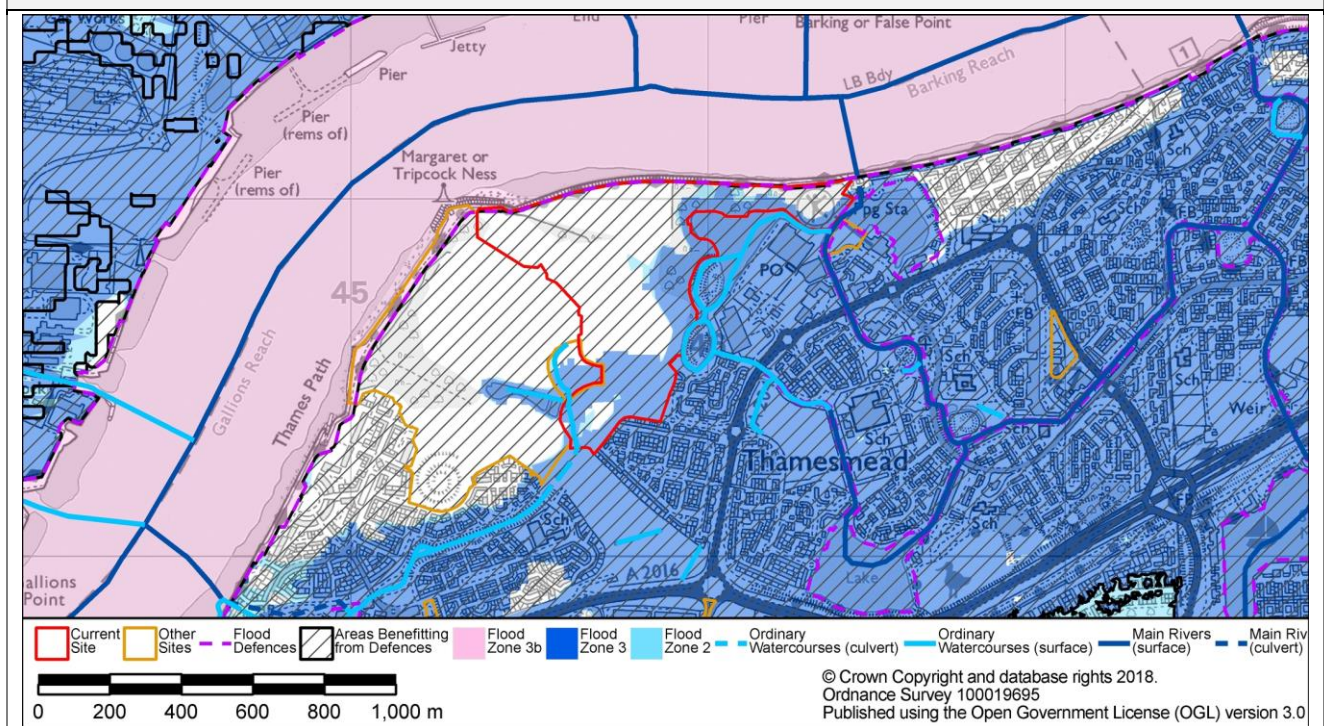 Gas Works
End
Pier
Barking or False Point
Jetty
Pier
LB Bdy
Barking Reach
1
Pier
(rems of)
Margaret or
Tripcock Ness
Sch
Pier
(rems of)
Pg Sta
Sch
45
PO
FB
FB
Sch
Sch
Gallions Reach
Thames Path
Weir
Sch
Thamesmead
Sch
Sch
FB
A 2016
Lake
Gallions
Point
Current
Site
Other
Sites
Flood
Defences
Areas Benefitting
from Defences
Flood
Zone 3b
Flood
Zone 3
Flood
Zone 2
Ordinary
Watercourses (culvert)
Ordinary
Watercourses (surface)
Main Rivers
(surface)
Main Riv
(culvert)
0 200 400 600 800 1,000 m
© Crown Copyright and database rights 2018.
Ordnance Survey 100019695
Published using the Open Government License (OGL) version 3.0